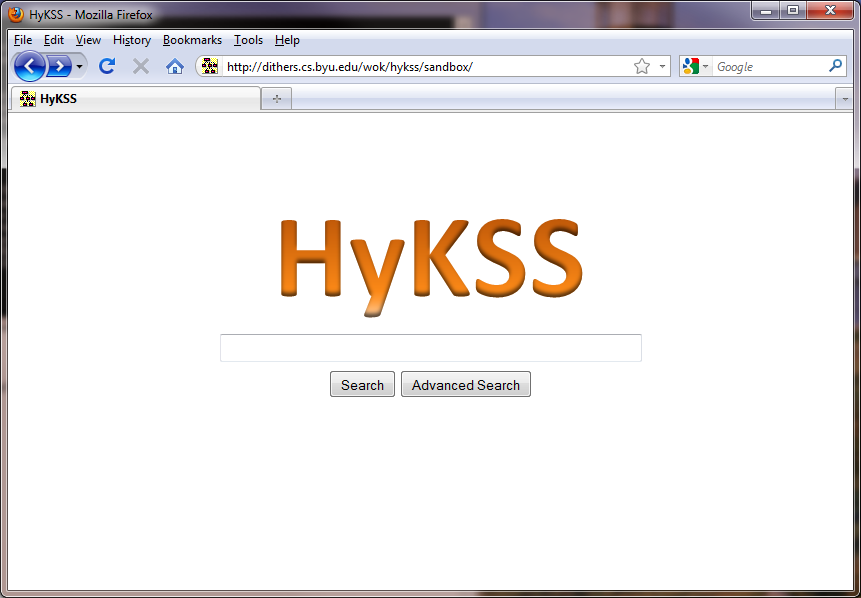 HyKSS - Mozilla Firefox
File Edit View History Bookmarks Tools Help
http://dithers.cs.byu.edu/wok/hykss/sandbox/ Google
HyKSS
HyKSS
Search Advanced Search